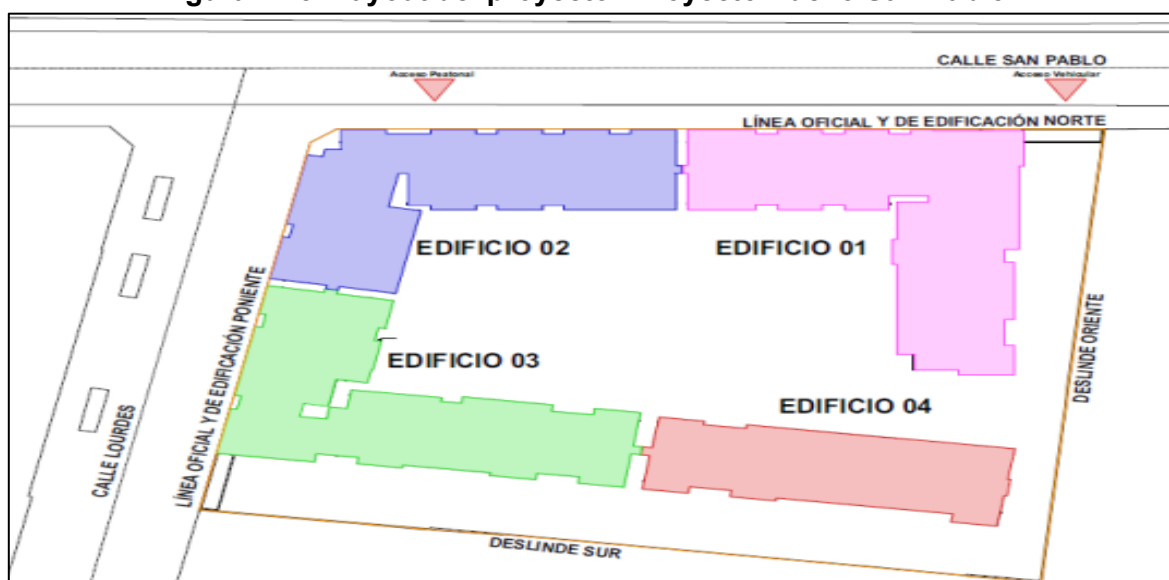 CALLE SAN PABLO
Acceso Peatonal
Acceso Vehicular
LÍNEA OFICIAL Y DE EDIFICACIÓN NORTE
EDIFICIO 02
EDIFICIO 01
LÍNEA OFICIAL Y DE EDIFICACIÓN PONIENTE
DESLINDE ORIENTE
EDIFICIO 03
EDIFICIO 04
CALLE LOURDES
DESLINDE SUR